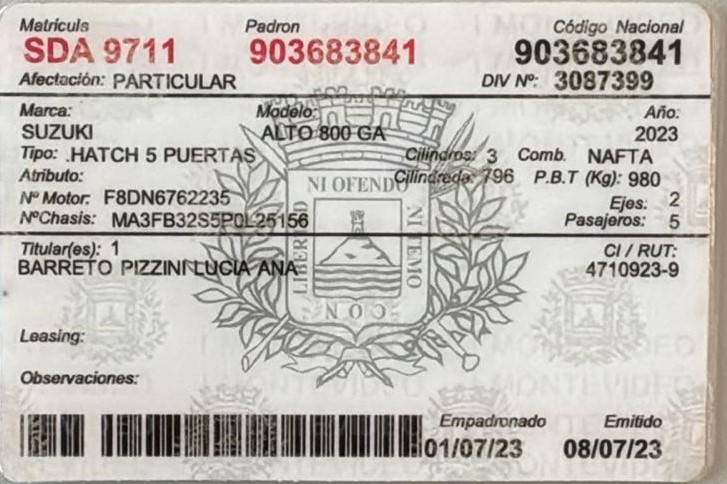 Matrícula Padron Código Nacional
SDA 9711 903683841 903683841
Afectación: PARTICULAR DIV Nº: 3087399
Marca: Modelo: Año:
SUZUKI ALTO 800 GA 2023
Tipo: .HATCH 5 PUERTAS Cilindros: 3 Comb. NAFTA
Atributo: Cilindrada: 796 P.B.T (Kg): 980
Nº Motor: F8DN6762235 Ejes: 2
NºChasis: MA3FB32S5P0L25156 Pasajeros: 5
Titular(es): 1 CI / RUT:
BARRETO PIZZINI LUCIA ANA 4710923-9
Leasing:
Observaciones:
Empadronado Emitido
01/07/23 08/07/23
NI OFENDO
LIBERTAD
NI TEMO
CON
MONTEVIDEO